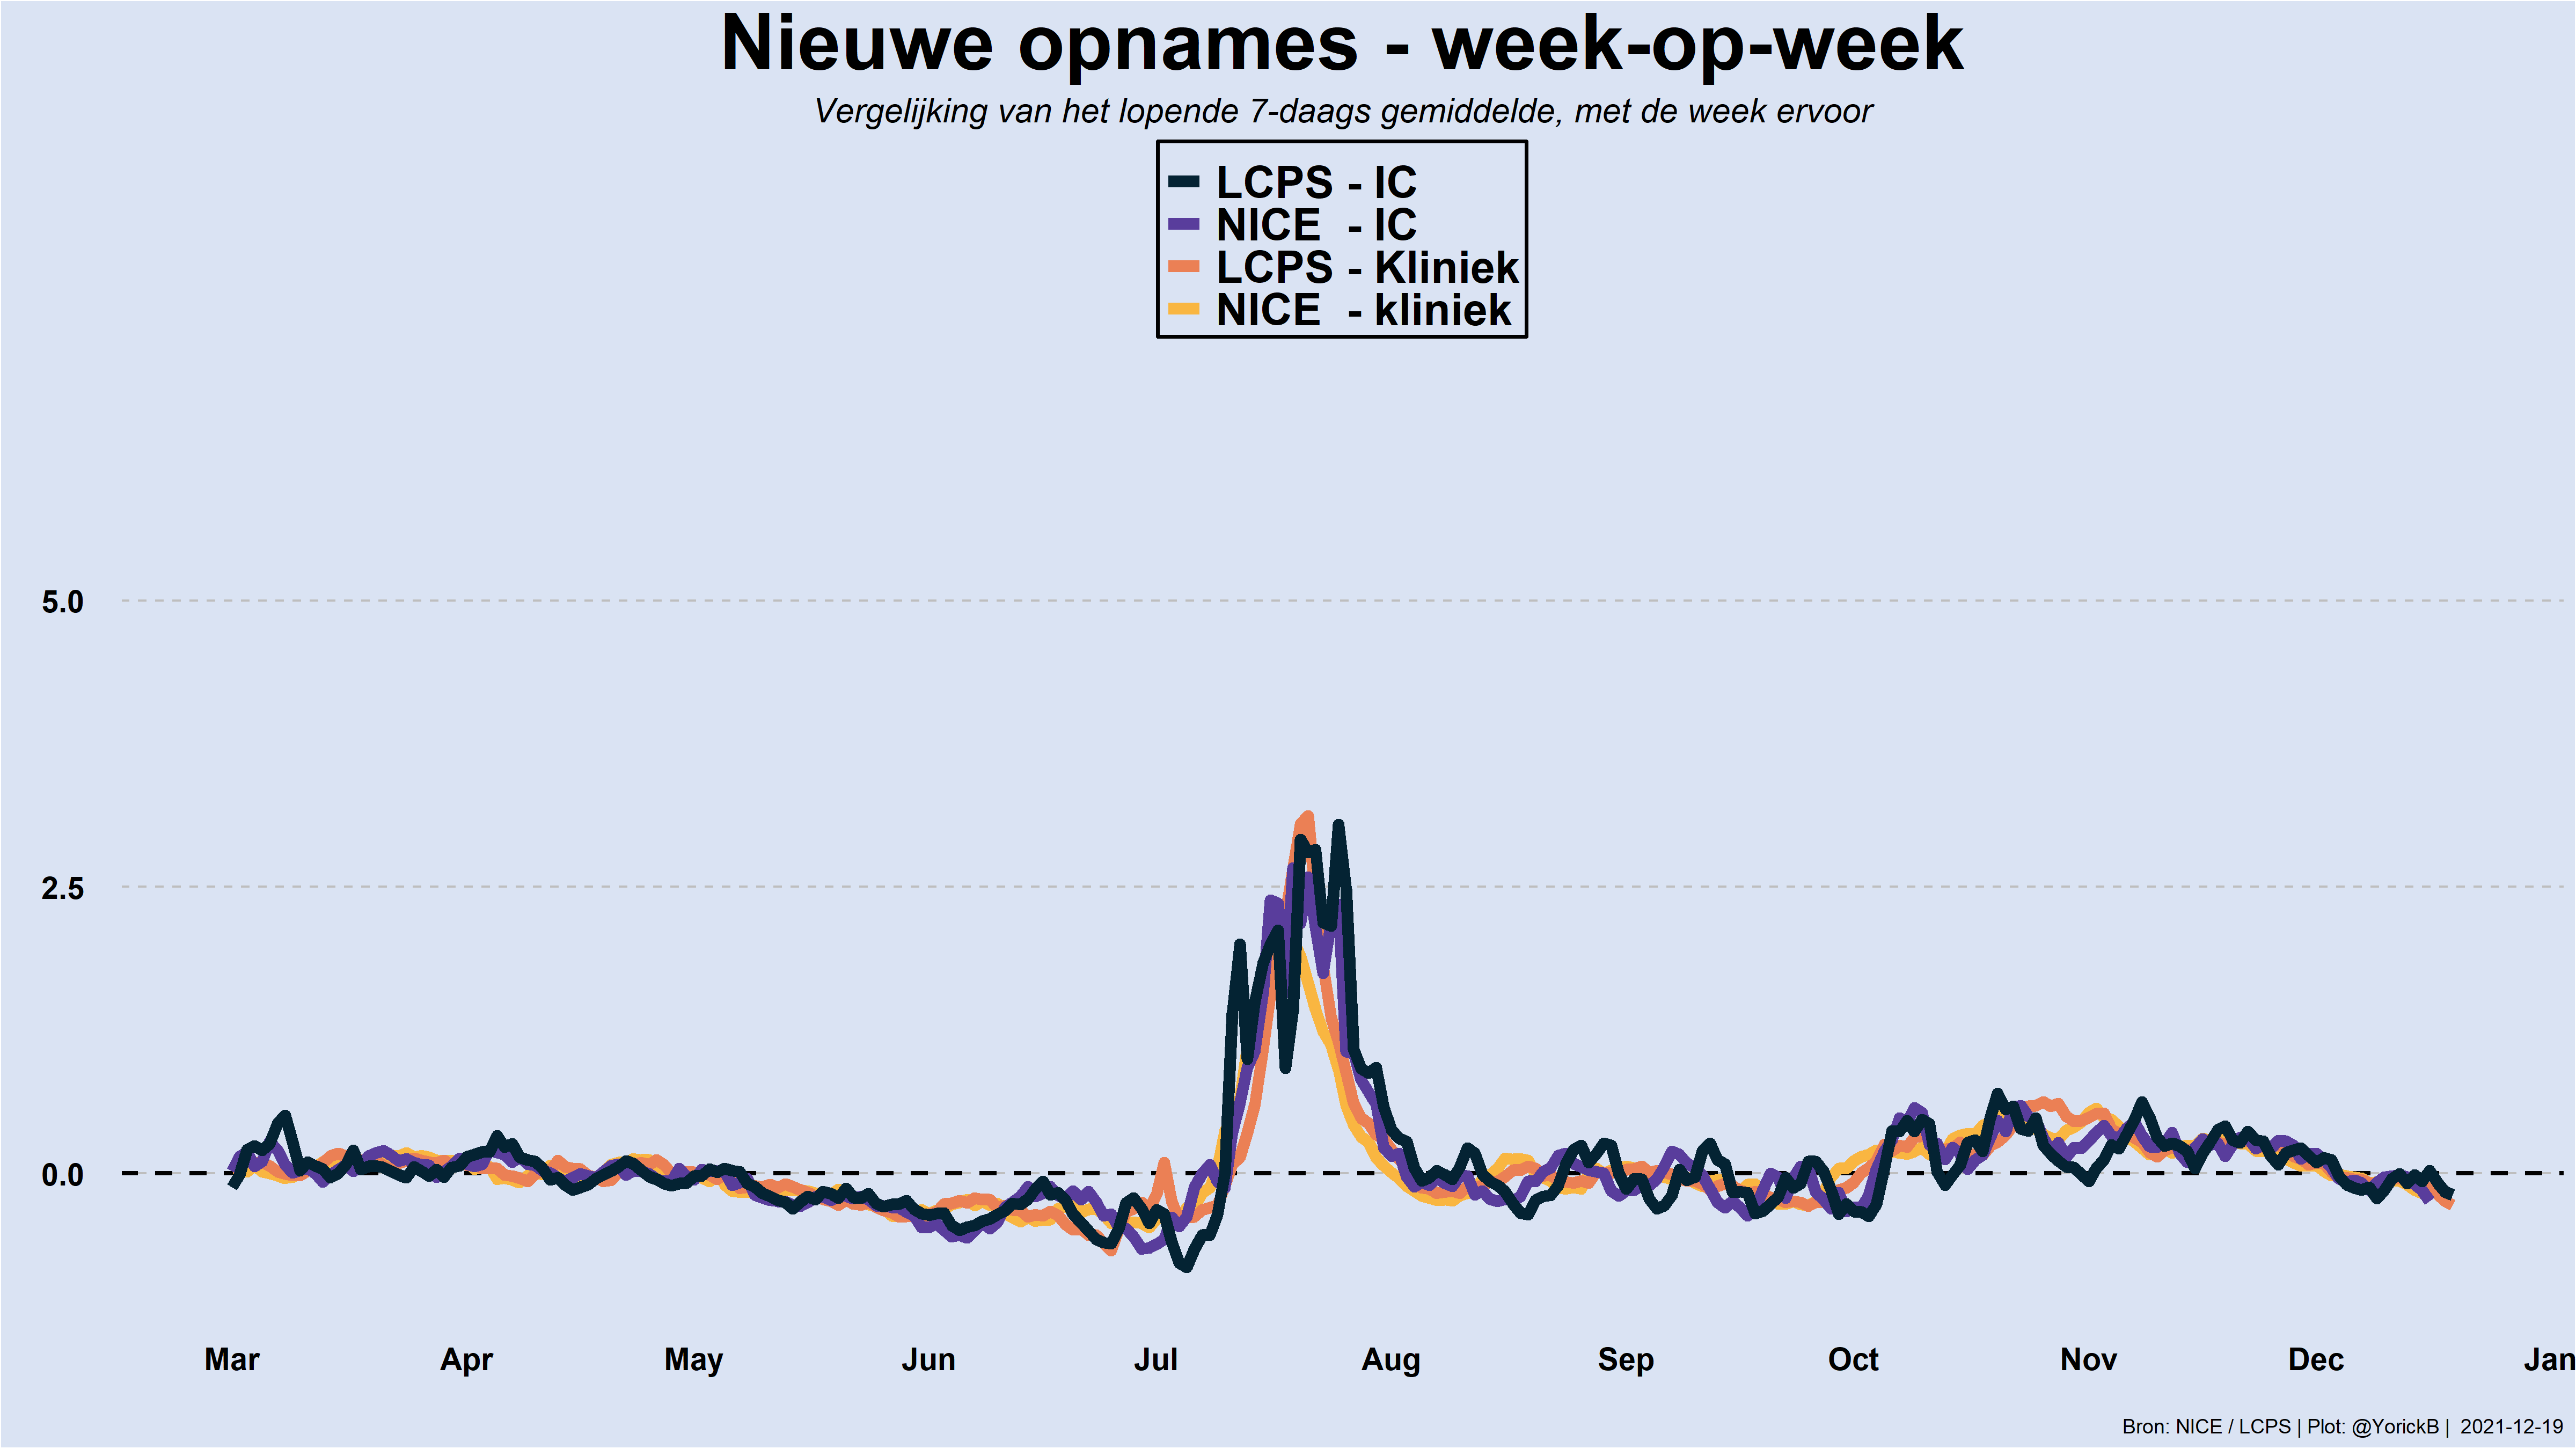 Nieuwe opnames - week-op-week
Vergelijking van het lopende 7-daags gemiddelde, met de week ervoor
LCPS - IC
NICE - IC
LCPS - Kliniek
NICE - kliniek
5.0
2.5
0.0
Mar Apr May Jun Jul Aug Sep Oct Nov Dec Jan
Bron: NICE / LCPS | Plot: @YorickB | 2021-12-19